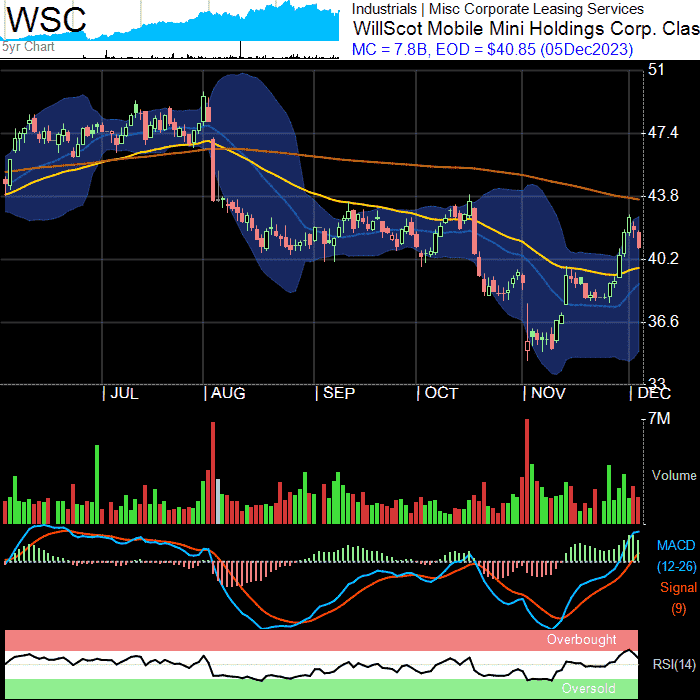 WSC
5yr Chart
Industrials | Misc Corporate Leasing Services
WillScot Mobile Mini Holdings Corp. Clas
MC = 7.8B, EOD = $40.85 (05Dec2023)
51
47.4
43.8
40.2
36.6
33
JUL AUG SEP OCT NOV DEC
7M
Volume
MACD
(12-26)
Signal
(9)
Overbought
RSI(14)
Oversold